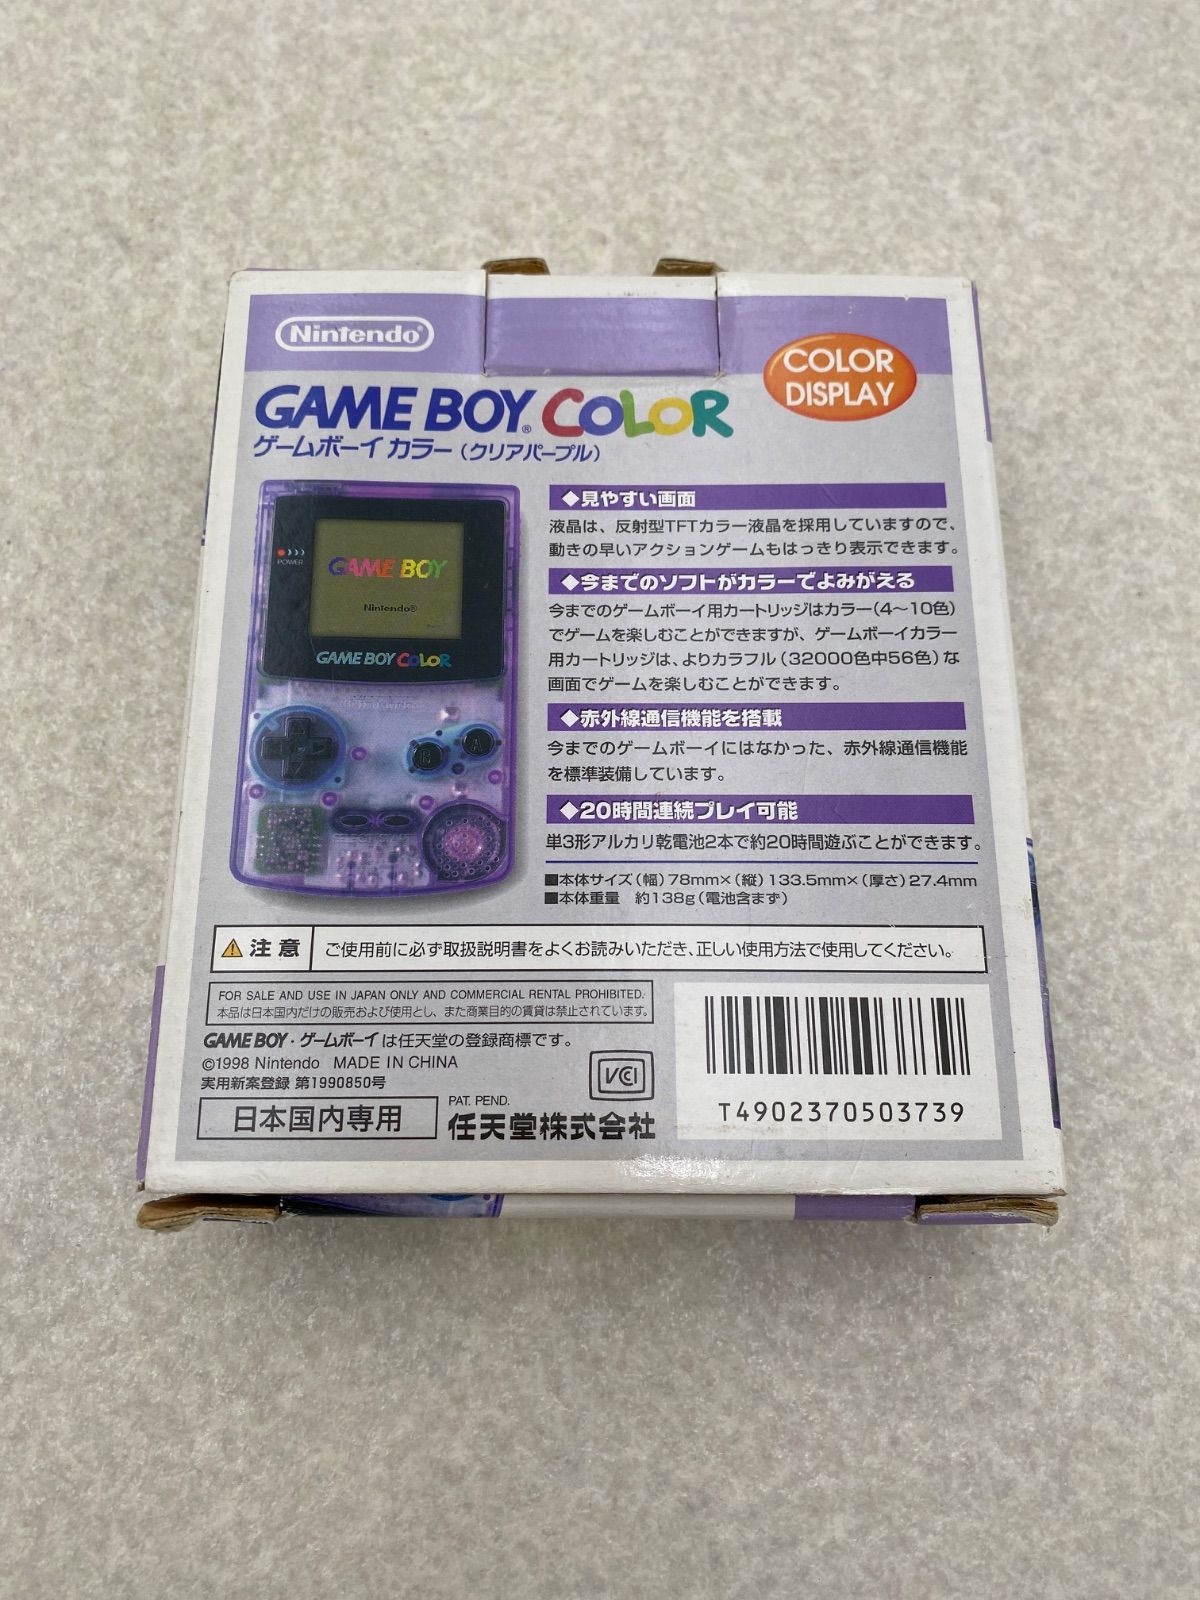 Nintendo®
GAME BOY® COLOR
ゲームボーイ カラー（クリアパープル）
COLOR
DISPLAY
POWER
GAME BOY
Nintendo®
GAME BOY COLOR
B
A
◆見やすい画面
液晶は、反射型TFTカラー液晶を採用していますので、
動きの早いアクションゲームもはっきり表示できます。
◆今までのソフトがカラーでよみがえる
今までのゲームボーイ用カートリッジはカラー（4〜10色）
でゲームを楽しむことができますが、ゲームボーイカラー
用カートリッジは、よりカラフル（32000色中56色）な
画面でゲームを楽しむことができます。
◆赤外線通信機能を搭載
今までのゲームボーイにはなかった、赤外線通信機能
を標準装備しています。
◆20時間連続プレイ可能
単3形アルカリ乾電池2本で約20時間遊ぶことができます。
■本体サイズ（幅）78mm×（縦）133.5mm×（厚さ）27.4mm
■本体重量 約138g（電池含まず）
注意 ご使用前に必ず取扱説明書をよくお読みいただき、正しい使用方法で使用してください。
FOR SALE AND USE IN JAPAN ONLY AND COMMERCIAL RENTAL PROHIBITED.
本品は日本国内だけの販売および使用とし、また商業目的の賃貸は禁止されています。
GAME BOY・ゲームボーイは任天堂の登録商標です。
©1998 Nintendo MADE IN CHINA
実用新案登録 第1990850号
VCI
PAT. PEND.
日本国内専用
任天堂株式会社
T4902370503739